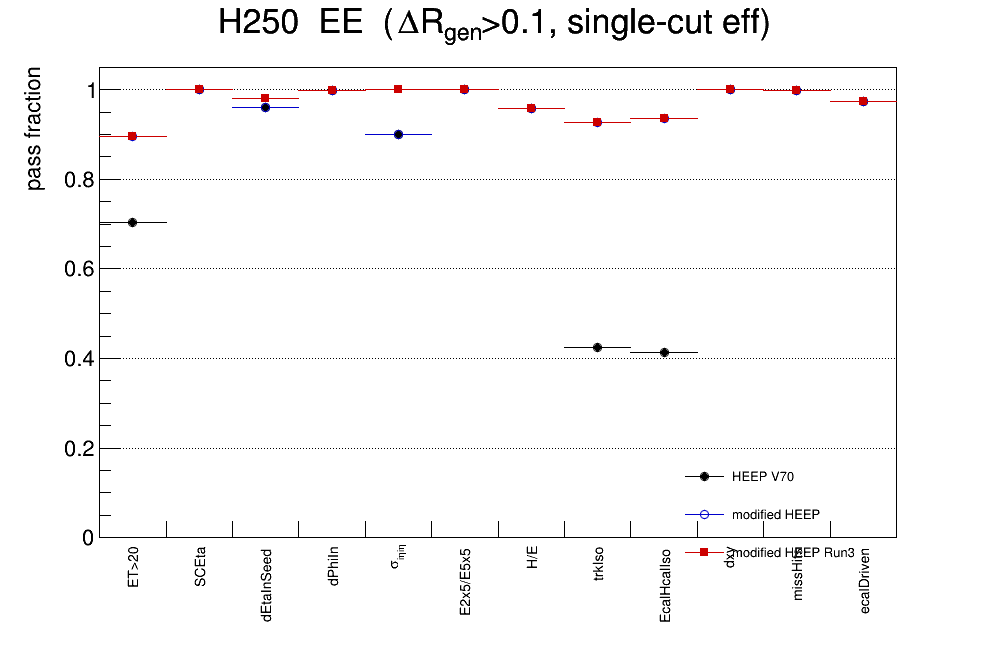 H250 EE (ΔRgen>0.1, single-cut eff)
pass fraction
1
0.8
0.6
0.4
0.2
0
HEEP V70
modified HEEP
modified HEEP Run3
ET>20
SCEta
dEtaInSeed
dPhiIn
σiηiη
E2x5/E5x5
H/E
trkIso
EcalHcalIso
dxy
missHits
ecalDriven